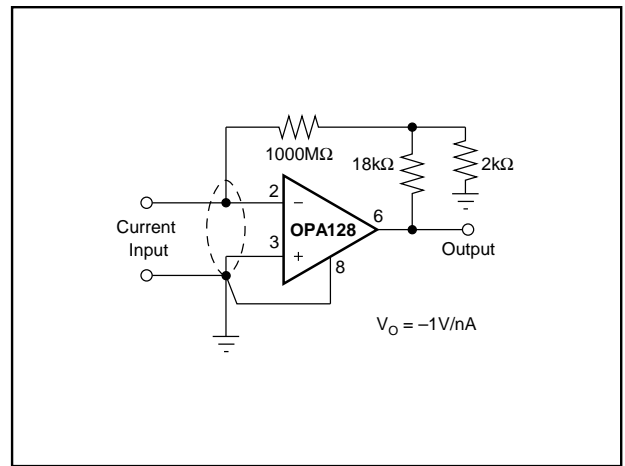 1000MΩ
18kΩ
2kΩ
2
−
Current
Input
OPA128
6
3
+
8
Output
V_O = –1V/nA